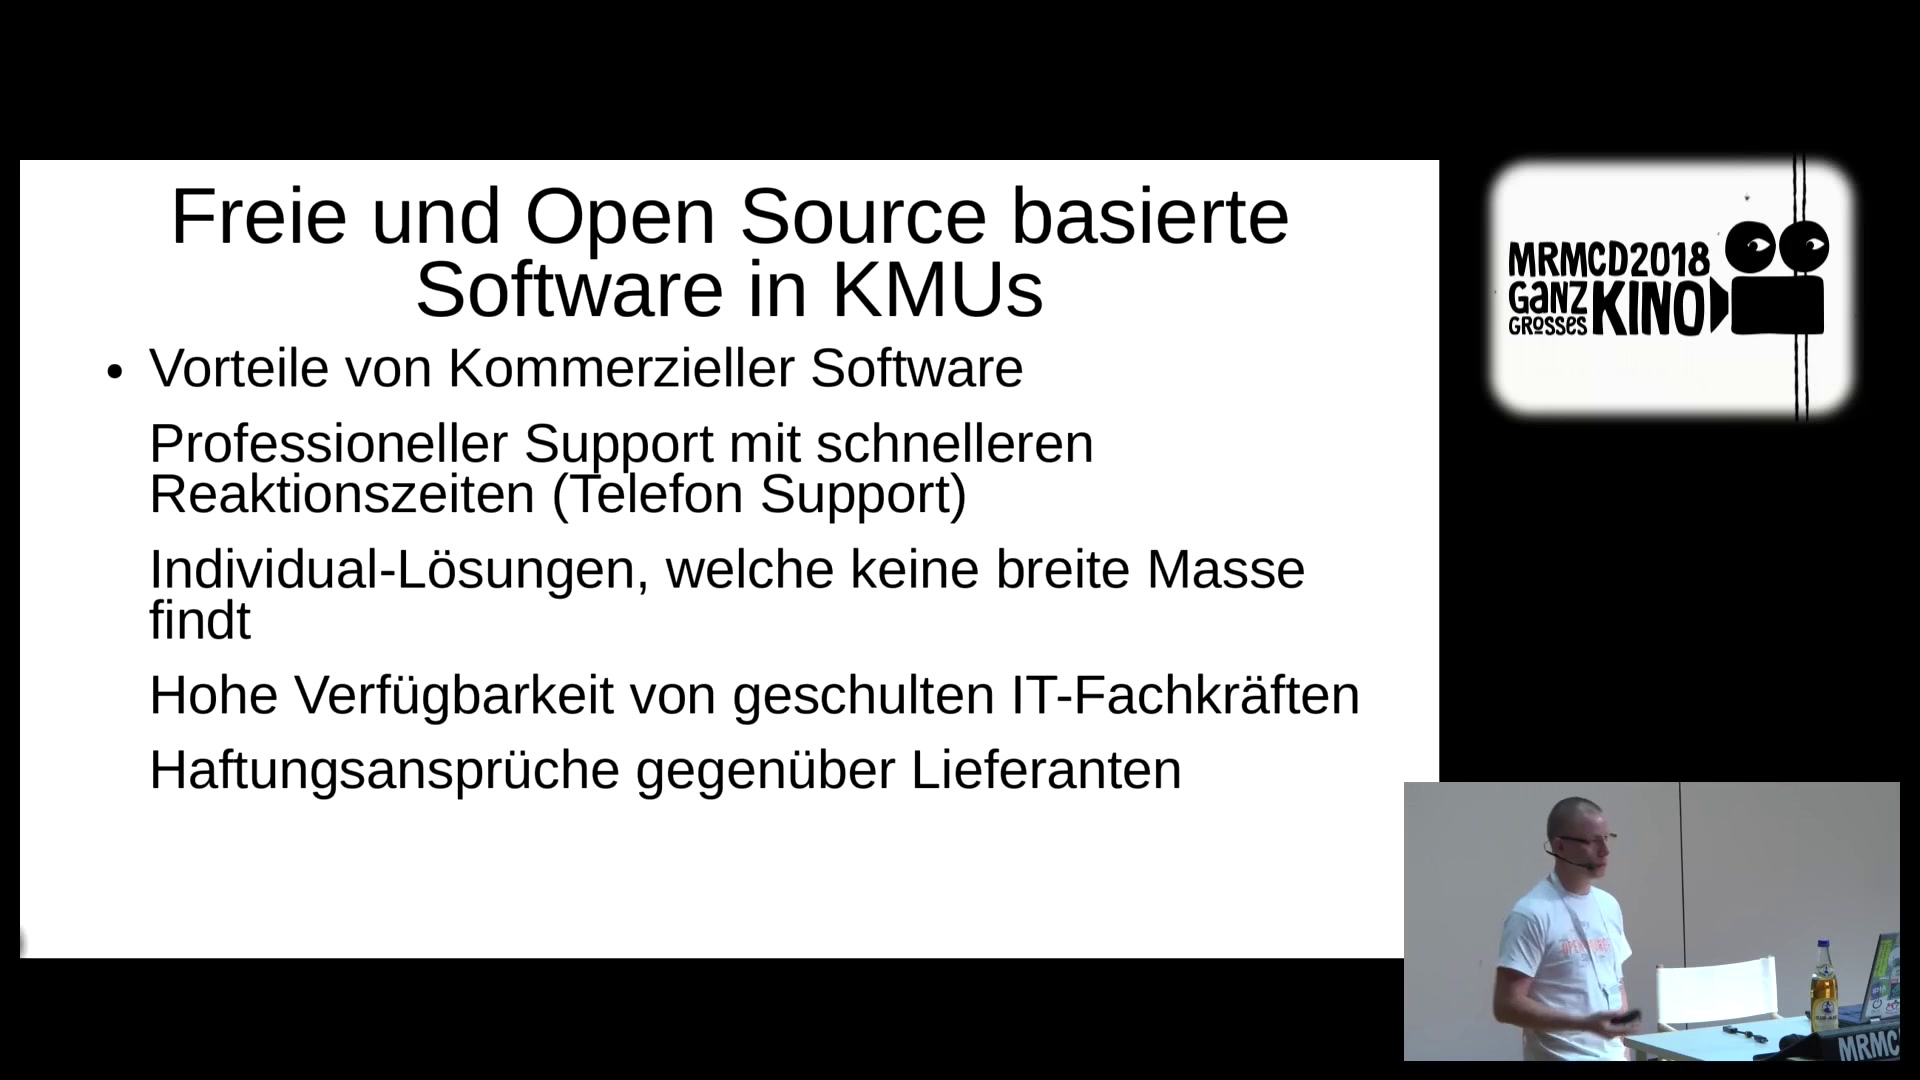 Freie und Open Source basierte
Software in KMUs
• Vorteile von Kommerzieller Software
Professioneller Support mit schnelleren
Reaktionszeiten (Telefon Support)
Individual-Lösungen, welche keine breite Masse
findt
Hohe Verfügbarkeit von geschulten IT-Fachkräften
Haftungsansprüche gegenüber Lieferanten
MRMCD2018
GANZ
GROSSES KINO
MRMC